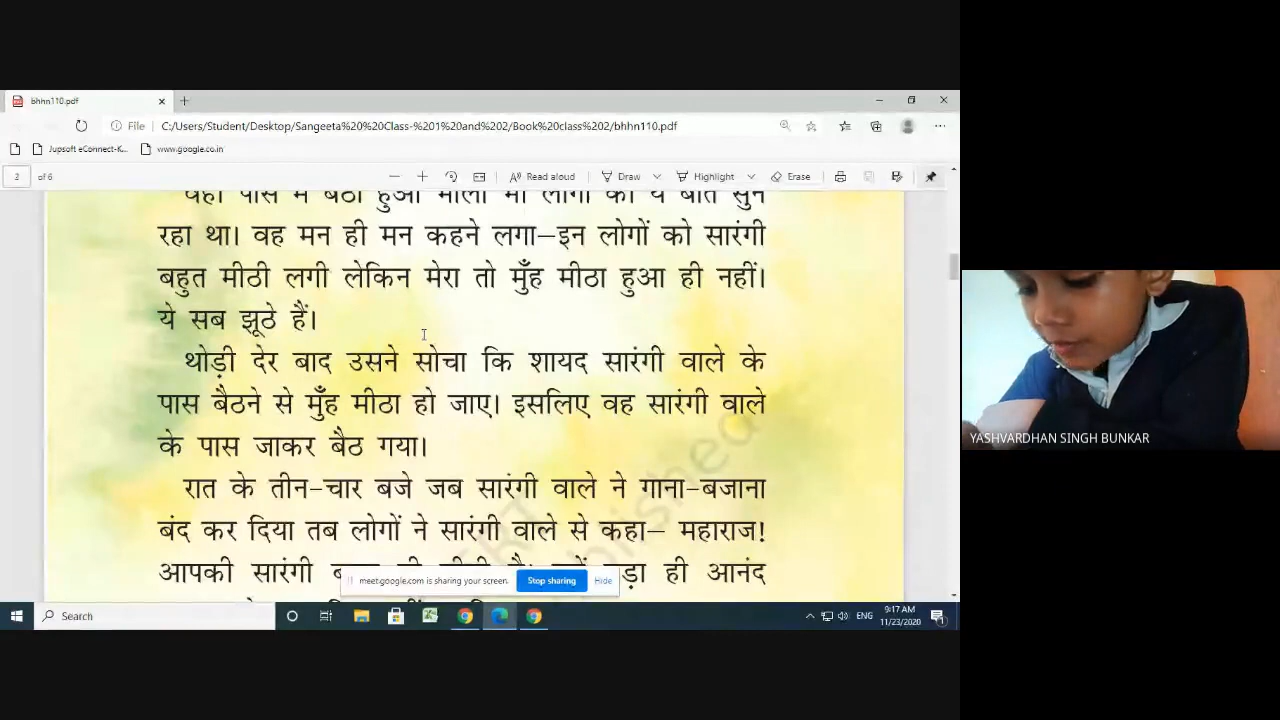 bhhn110.pdf
File C:/Users/Student/Desktop/Sangeeta%20%20Class-%201%20and%202/Book%20class%202/bhhn110.pdf
Jupsoft eConnect-K... www.google.co.in
2 of 6 Read aloud Draw Highlight Erase
वहीं पास में बैठा हुआ माली भी लोगों की ये बातें सुन
रहा था। वह मन ही मन कहने लगा–इन लोगों को सारंगी
बहुत मीठी लगी लेकिन मेरा तो मुँह मीठा हुआ ही नहीं।
ये सब झूठे हैं।
थोड़ी देर बाद उसने सोचा कि शायद सारंगी वाले के
पास बैठने से मुँह मीठा हो जाए। इसलिए वह सारंगी वाले
के पास जाकर बैठ गया।
रात के तीन-चार बजे जब सारंगी वाले ने गाना-बजाना
बंद कर दिया तब लोगों ने सारंगी वाले से कहा– महाराज!
आपकी सारंगी ही आनंद
meet.google.com is sharing your screen. Stop sharing Hide
Search
ENG 9:17 AM
11/23/2020
1
YASHVARDHAN SINGH BUNKAR